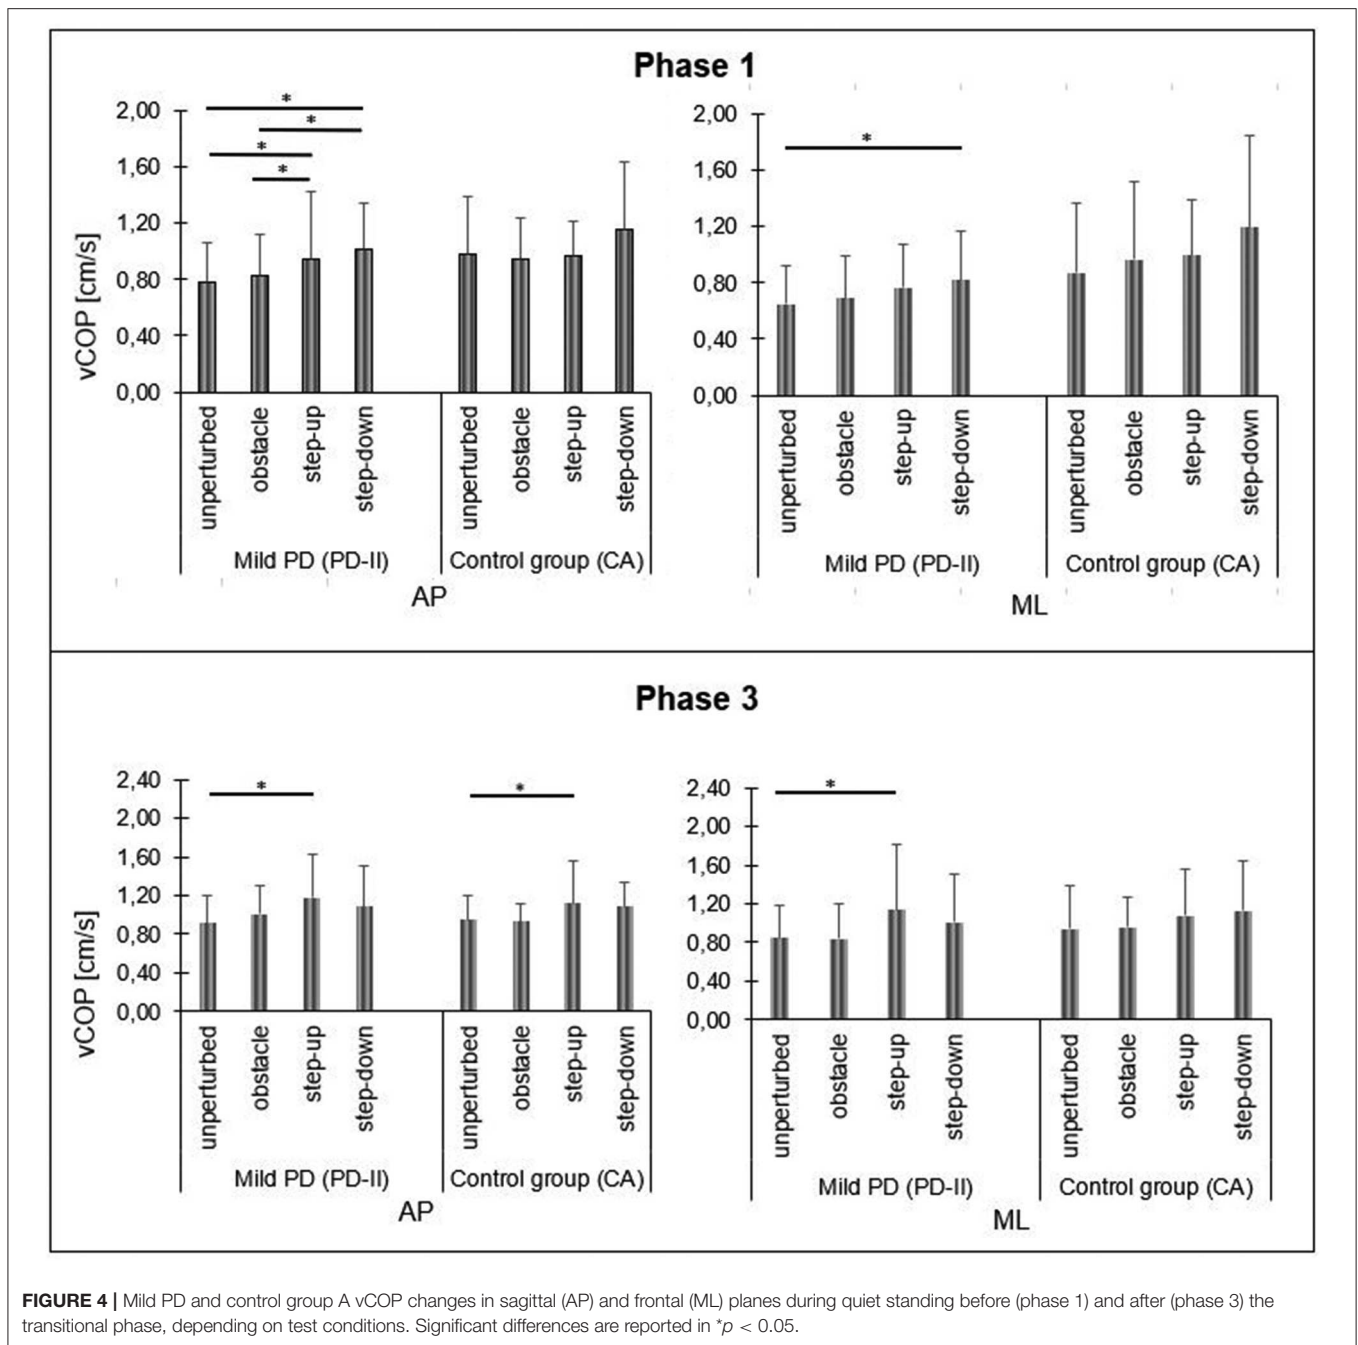 Phase 1
* * * *
2,00
1,60
1,20
0,80
0,40
0,00
vCOP [cm/s]
unperturbed
obstacle
step-up
step-down
unperturbed
obstacle
step-up
step-down
Mild PD (PD-II)
Control group (CA)
AP
*
2,00
1,60
1,20
0,80
0,40
0,00
unperturbed
obstacle
step-up
step-down
unperturbed
obstacle
step-up
step-down
Mild PD (PD-II)
Control group (CA)
ML
Phase 3
* *
2,40
2,00
1,60
1,20
0,80
0,40
0,00
vCOP [cm/s]
unperturbed
obstacle
step-up
step-down
unperturbed
obstacle
step-up
step-down
Mild PD (PD-II)
Control group (CA)
AP
*
2,40
2,00
1,60
1,20
0,80
0,40
0,00
unperturbed
obstacle
step-up
step-down
unperturbed
obstacle
step-up
step-down
Mild PD (PD-II)
Control group (CA)
ML
FIGURE 4 | Mild PD and control group A vCOP changes in sagittal (AP) and frontal (ML) planes during quiet standing before (phase 1) and after (phase 3) the
transitional phase, depending on test conditions. Significant differences are reported in *p < 0.05.